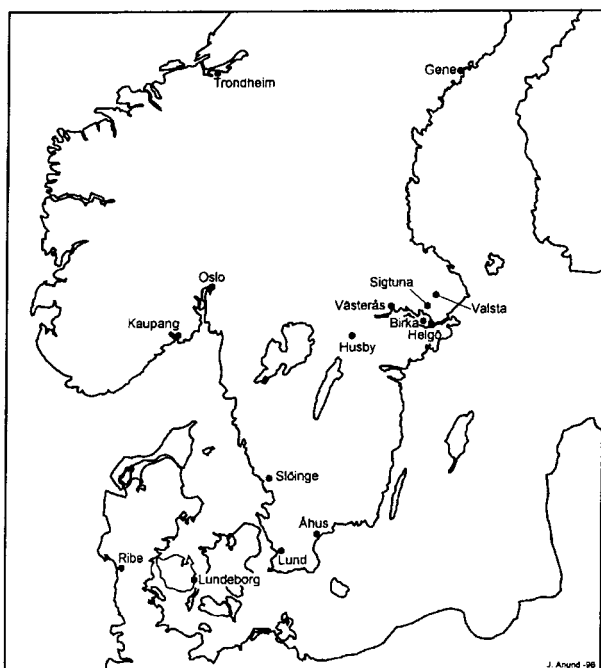 Trondheim
Gene
Oslo
Sigtuna
Västerås
Valsta
Birka
Helgö
Kaupang
Husby
Slöinge
Åhus
Lund
Ribe
Lundeborg
J. Anund -98